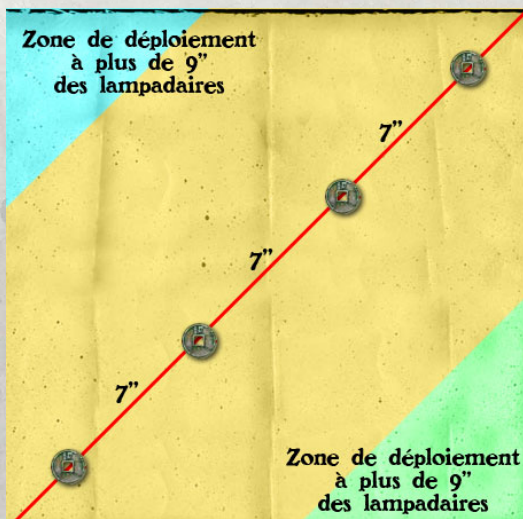 Zone de déploiement
à plus de 9”
des lampadaires
7”
7”
7”
Zone de déploiement
à plus de 9”
des lampadaires